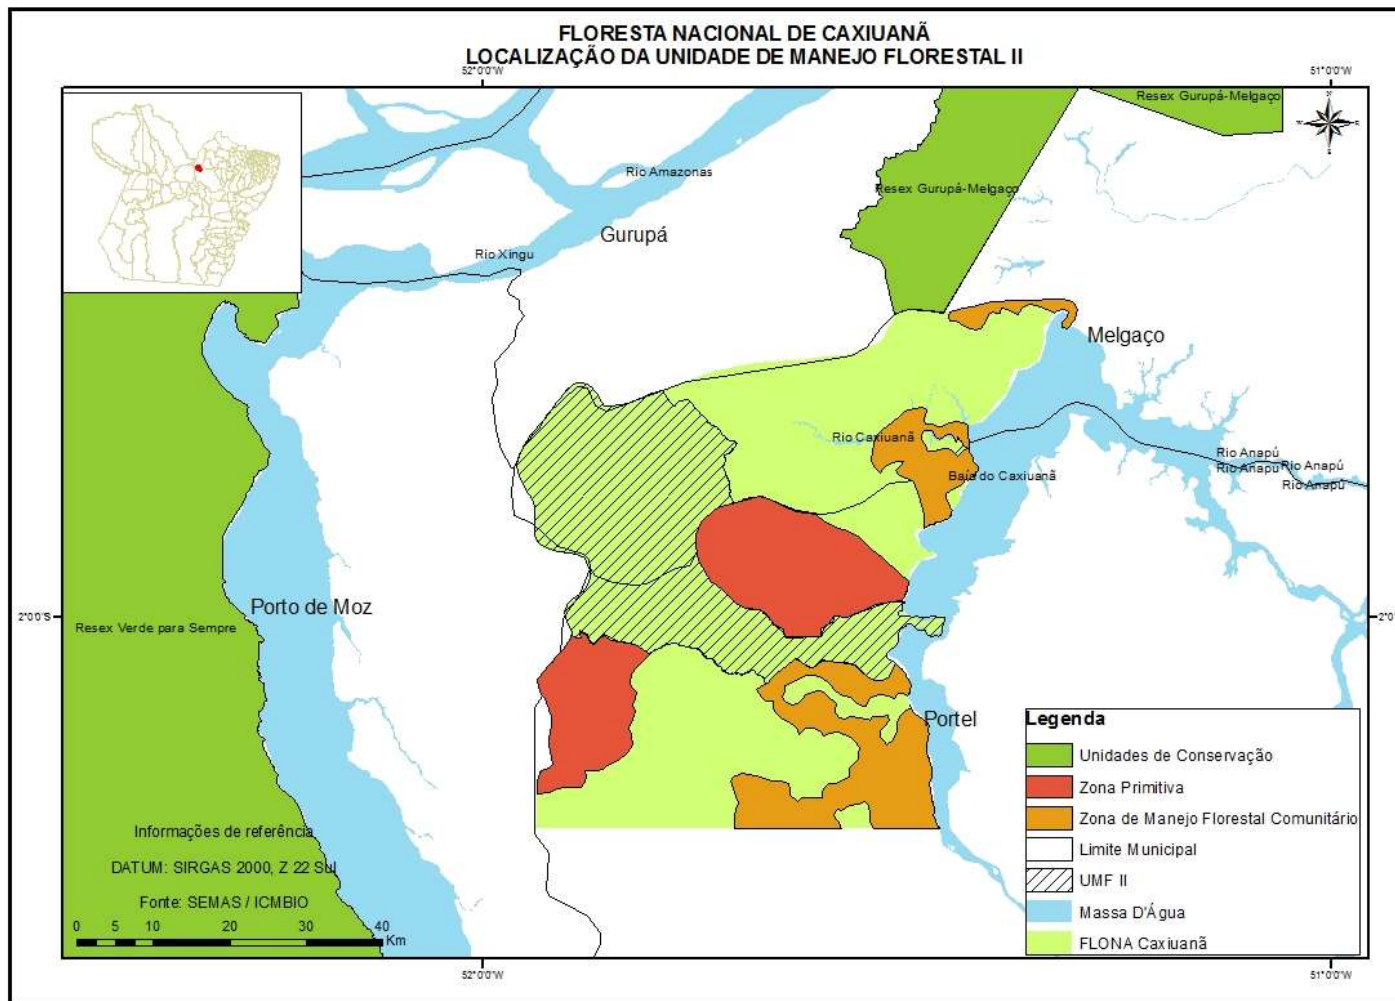 FLORESTA NACIONAL DE CAXIUANÃ
LOCALIZAÇÃO DA UNIDADE DE MANEJO FLORESTAL II
52°0'0"W
51°0'0"W
Resex Gurupá-Melgaço
Rio Amazonas
Resex Gurupá-Melgaço
Gurupá
Rio Xingu
Melgaço
Rio Caxiuanã
Rio Anapú
Rio Anapú
Rio Anapú
Rio Anapú
Baía do Caxiuanã
2°0'0"S
2°0'
Porto de Moz
Resex Verde para Sempre
Portel
Legenda
Unidades de Conservação
Zona Primitiva
Zona de Manejo Florestal Comunitário
Limite Municipal
UMF II
Massa D'Água
FLONA Caxiuanã
Informações de referência
DATUM: SIRGAS 2000, Z 22 Sul
Fonte: SEMAS / ICMBIO
0 5 10 20 30 40
Km
52°0'0"W
51°0'0"W